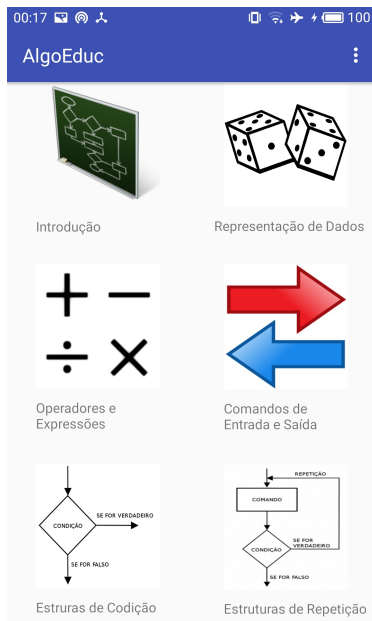 00:17
100
AlgoEduc
Introdução
Representação de Dados
Operadores e
Expressões
Comandos de
Entrada e Saída
CONDIÇÃO
SE FOR VERDADEIRO
SE FOR FALSO
REPETIÇÃO
COMANDO
CONDIÇÃO
SE FOR
VERDADEIRO
SE FOR FALSO
Estruras de Codição
Estruturas de Repetição